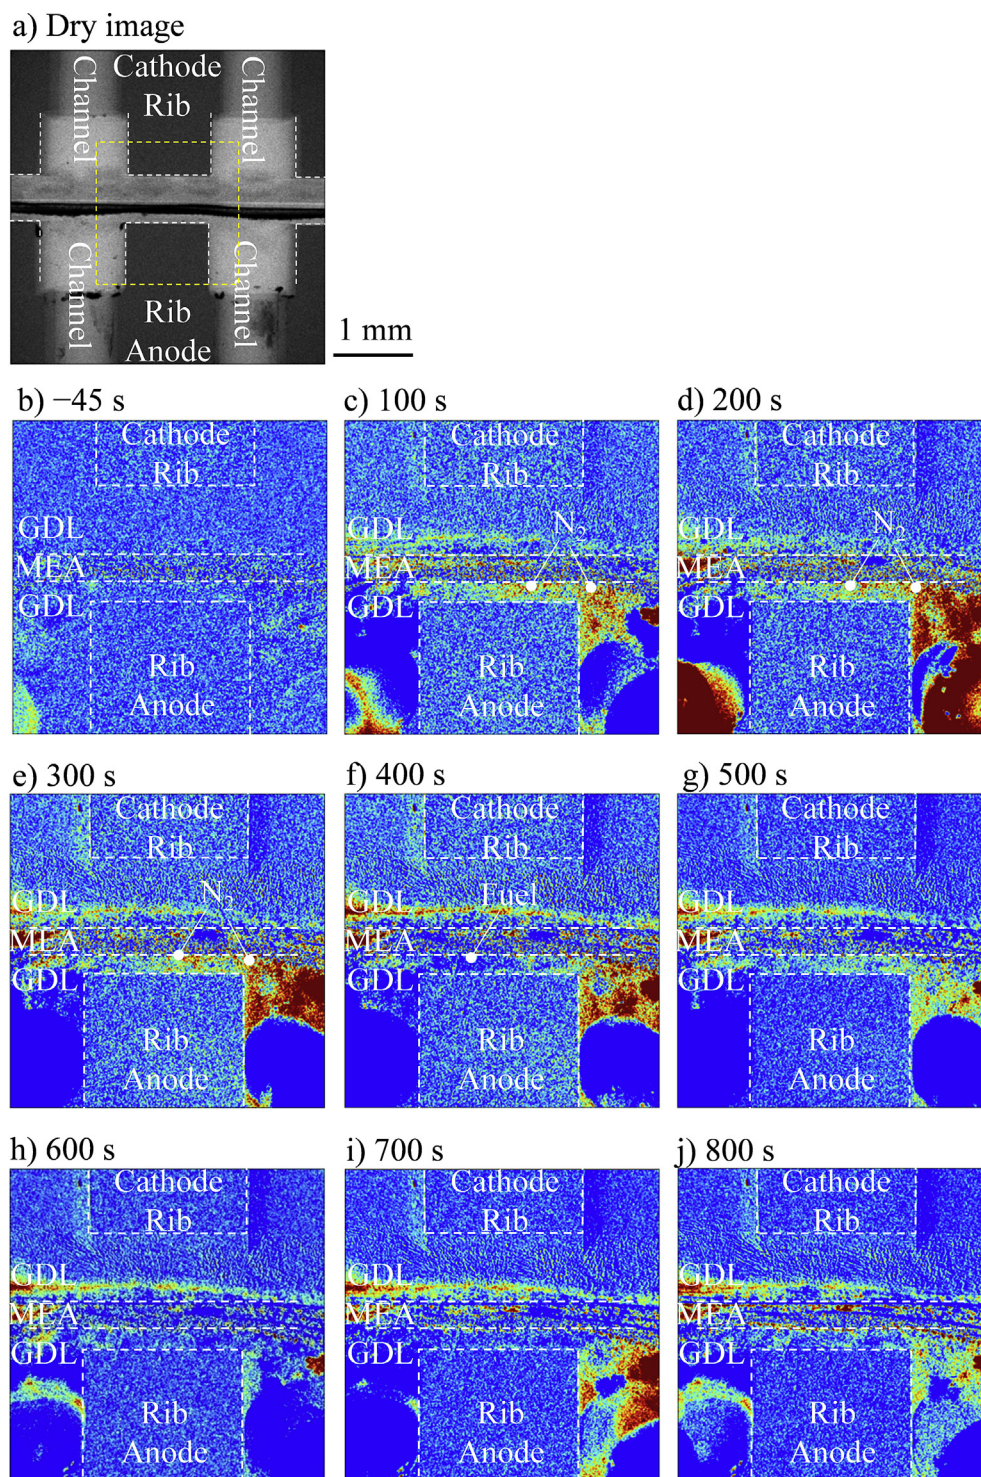 a) Dry image
Channel
Cathode
Rib
Channel
Channel
Rib
Anode
Channel
1 mm
b) −45 s
Cathode
Rib
GDL
MEA
GDL
Rib
Anode
c) 100 s
Cathode
Rib
GDL
N2
MEA
GDL
Rib
Anode
d) 200 s
Cathode
Rib
GDL
N2
MEA
GDL
Rib
Anode
e) 300 s
Cathode
Rib
GDL
N2
MEA
GDL
Rib
Anode
f) 400 s
Cathode
Rib
GDL
Fuel
MEA
GDL
Rib
Anode
g) 500 s
Cathode
Rib
GDL
MEA
GDL
Rib
Anode
h) 600 s
Cathode
Rib
GDL
MEA
GDL
Rib
Anode
i) 700 s
Cathode
Rib
GDL
MEA
GDL
Rib
Anode
j) 800 s
Cathode
Rib
GDL
MEA
GDL
Rib
Anode